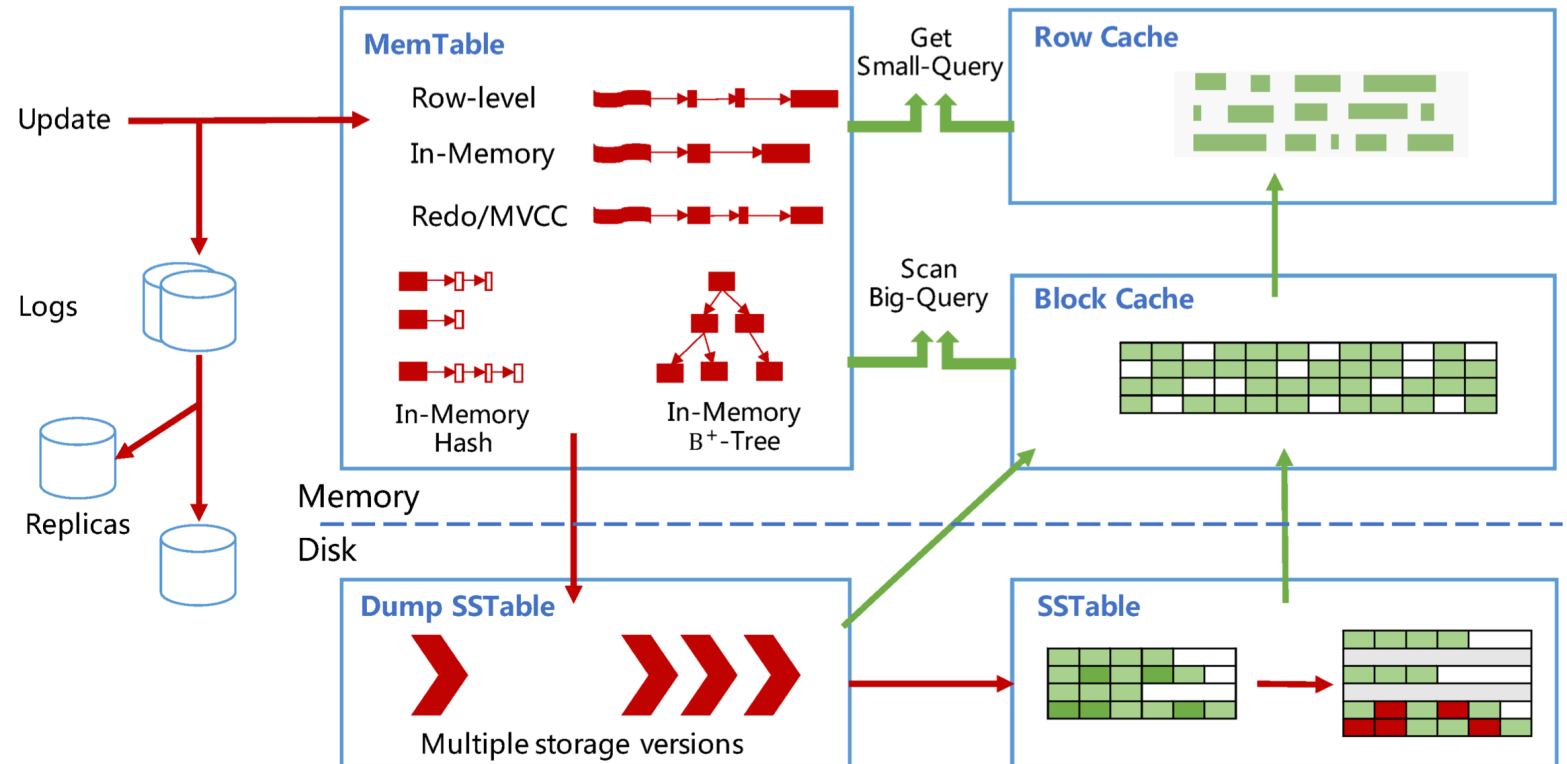 Update
Logs
Replicas
MemTable
Row-level
In-Memory
Redo/MVCC
In-Memory
Hash
In-Memory
B⁺-Tree
Get
Small-Query
Scan
Big-Query
Row Cache
Block Cache
Memory
Disk
Dump SSTable
Multiple storage versions
SSTable